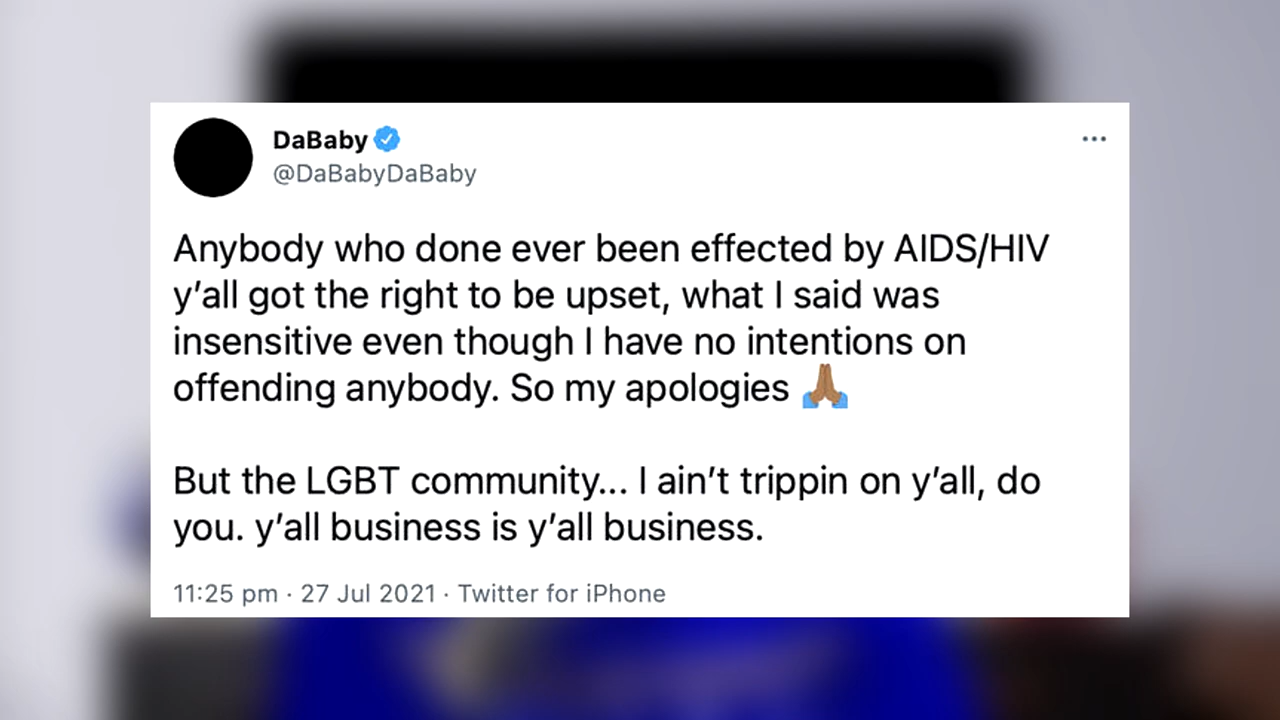 DaBaby
@DaBabyDaBaby
Anybody who done ever been effected by AIDS/HIV
y’all got the right to be upset, what I said was
insensitive even though I have no intentions on
offending anybody. So my apologies 🙏🏽
But the LGBT community... I ain’t trippin on y’all, do
you. y’all business is y’all business.
11:25 pm · 27 Jul 2021 · Twitter for iPhone